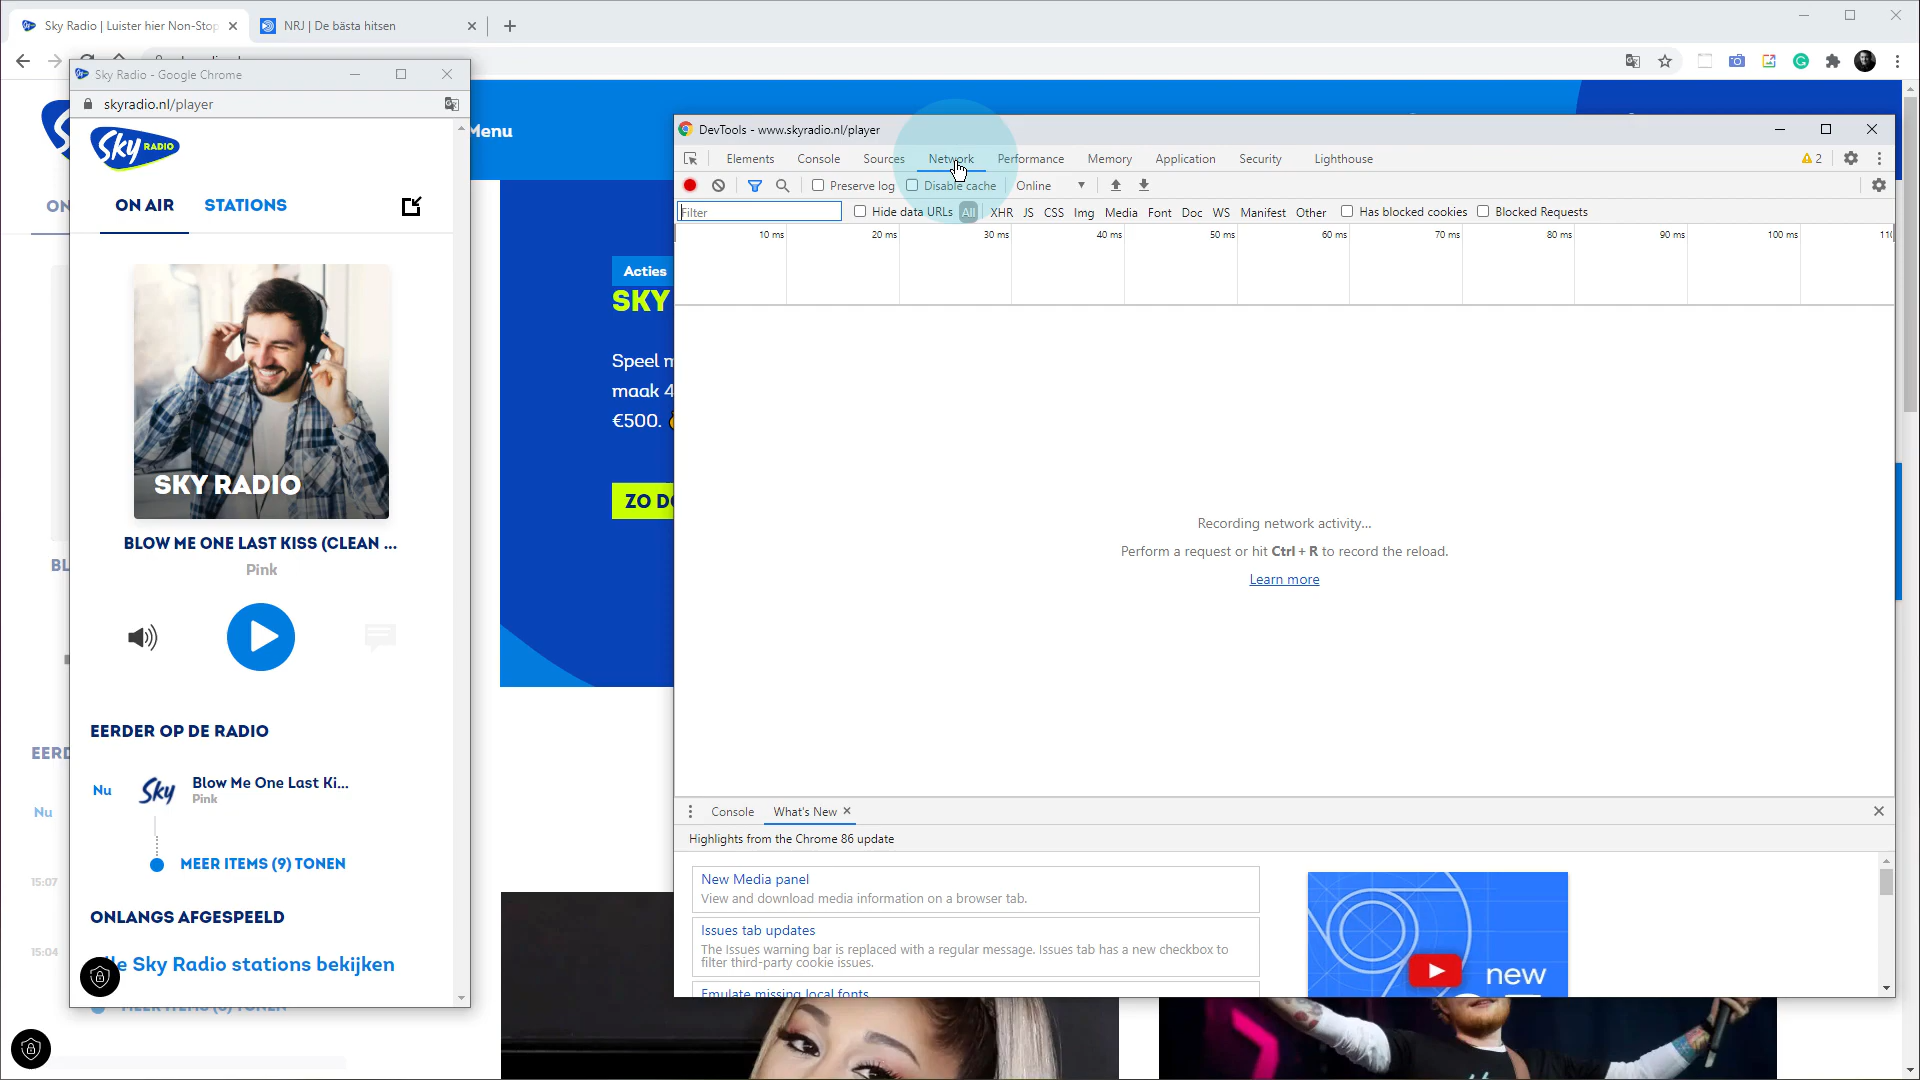 Sky Radio | Luister hier Non-Stop
NRJ | De bästa hitsen
Sky Radio - Google Chrome
skyradio.nl/player
Sky RADIO
ON AIR
STATIONS
SKY RADIO
BLOW ME ONE LAST KISS (CLEAN ...
Pink
EERDER OP DE RADIO
Nu
Sky
Blow Me One Last Ki...
Pink
MEER ITEMS (9) TONEN
ONLANGS AFGESPEELD
le Sky Radio stations bekijken
ON
BL
EERD
Nu
15:07
15:04
Menu
Acties
SKY
Speel m
maak 4
€500.
ZO DO
DevTools - www.skyradio.nl/player
Elements Console Sources Network Performance Memory Application Security Lighthouse
2
Preserve log Disable cache Online
Filter Hide data URLs All XHR JS CSS Img Media Font Doc WS Manifest Other Has blocked cookies Blocked Requests
10 ms 20 ms 30 ms 40 ms 50 ms 60 ms 70 ms 80 ms 90 ms 100 ms 11
Recording network activity...
Perform a request or hit Ctrl + R to record the reload.
Learn more
Console What's New
Highlights from the Chrome 86 update
New Media panel
View and download media information on a browser tab.
Issues tab updates
The Issues warning bar is replaced with a regular message. Issues tab has a new checkbox to
filter third-party cookie issues.
Emulate missing local fonts
new